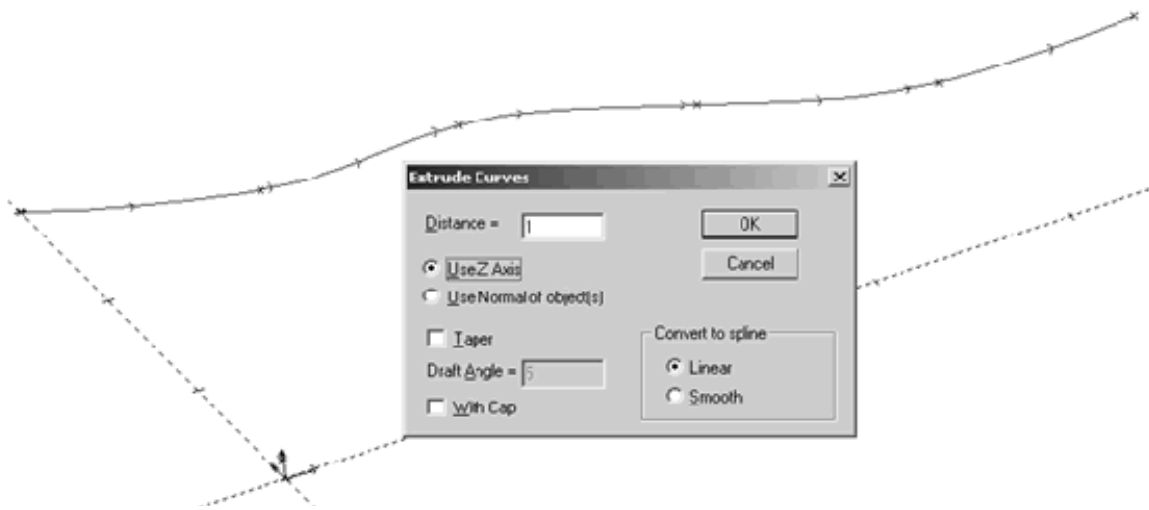 Extrude Curves
Distance =
1
OK
Use Z Axis
Cancel
Use Normal of object(s)
Taper
Convert to spline
Draft Angle =
5
Linear
With Cap
Smooth